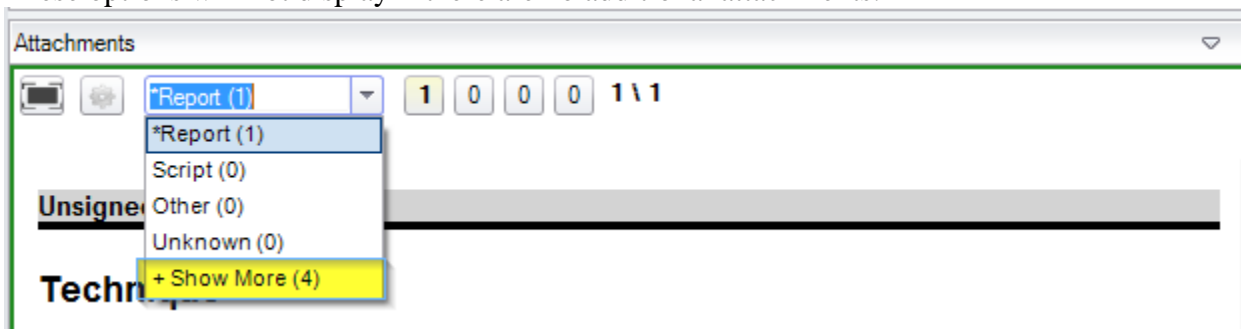 Attachments
*Report (1) 1 0 0 0 1 \ 1
*Report (1)
Script (0)
Other (0)
Unknown (0)
+ Show More (4)